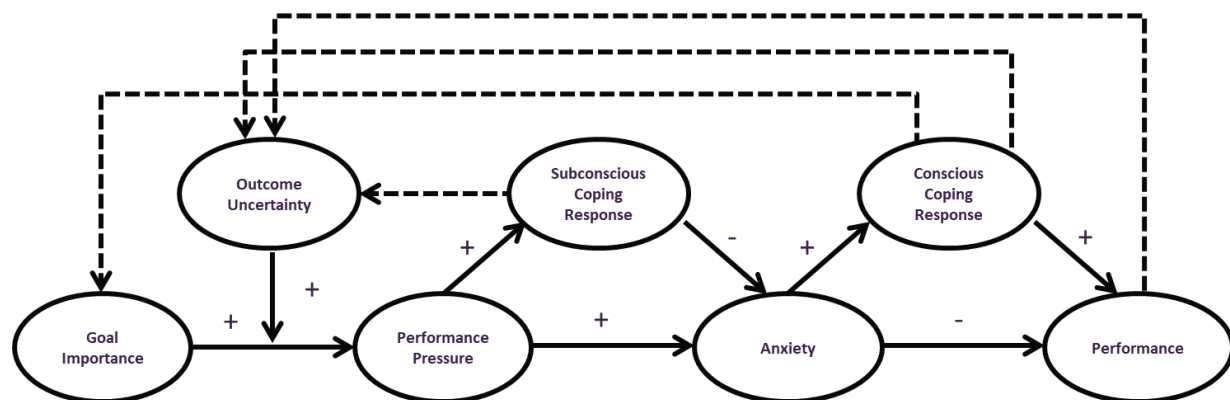 Outcome
Uncertainty
Subconscious
Coping
Response
Conscious
Coping
Response
+
-
+
+
+
+
+
-
Goal
Importance
Performance
Pressure
Anxiety
Performance